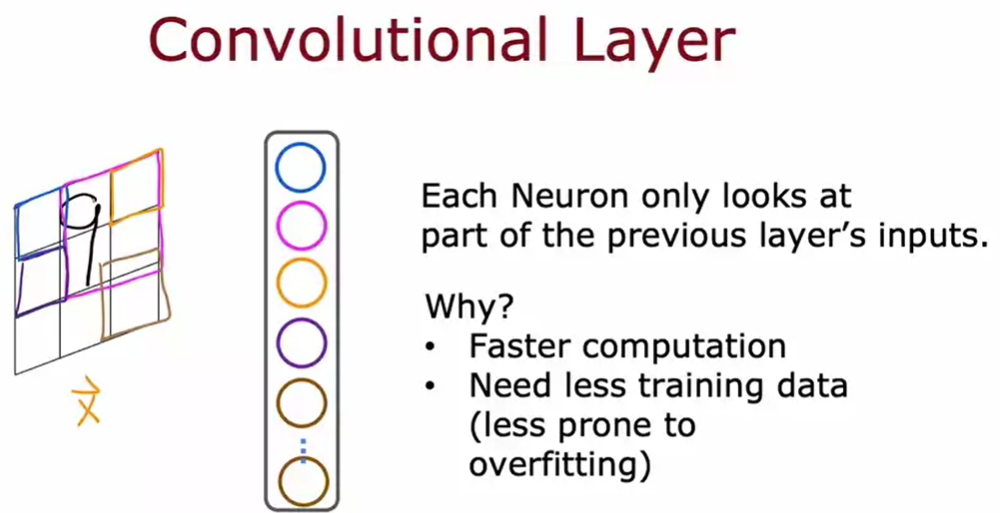 Convolutional Layer
9
Each Neuron only looks at
part of the previous layer's inputs.
Why?
• Faster computation
• Need less training data
(less prone to
overfitting)
x⃗